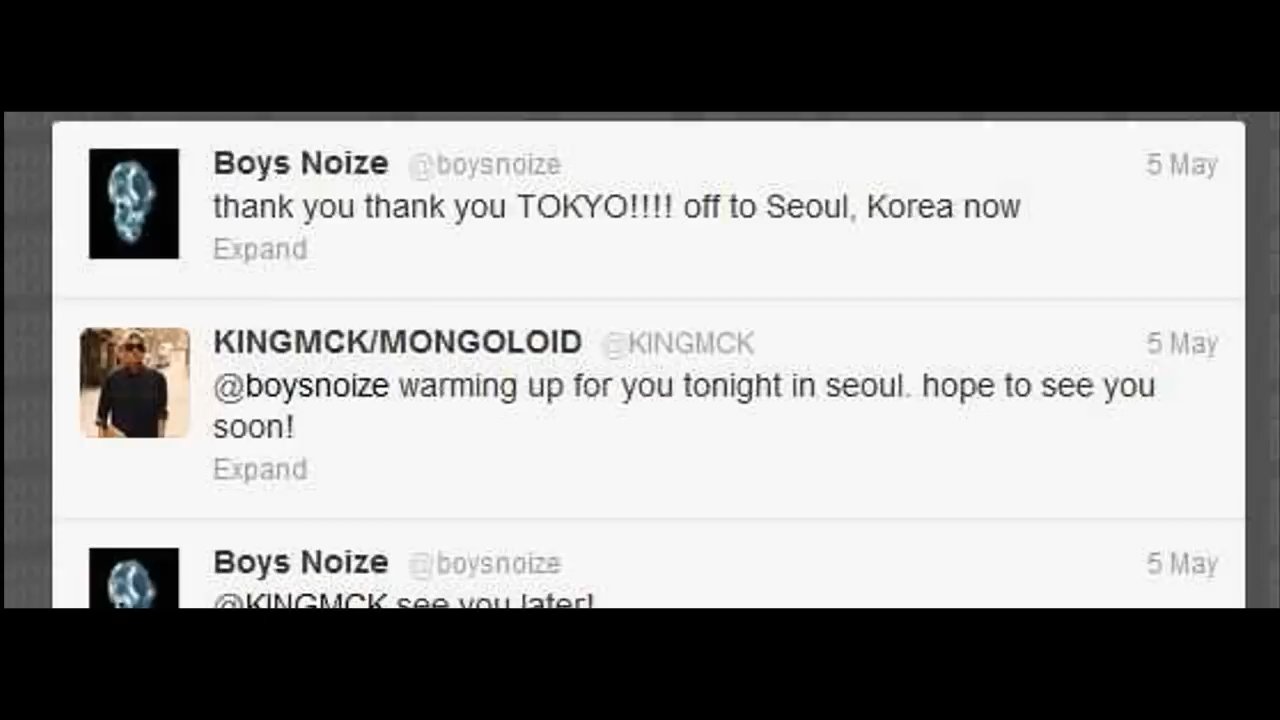 Boys Noize @boysnoize 5 May
thank you thank you TOKYO!!!! off to Seoul, Korea now
Expand
KINGMCK/MONGOLOID @KINGMCK 5 May
@boysnoize warming up for you tonight in seoul. hope to see you
soon!
Expand
Boys Noize @boysnoize 5 May
@KINGMCK see you later!